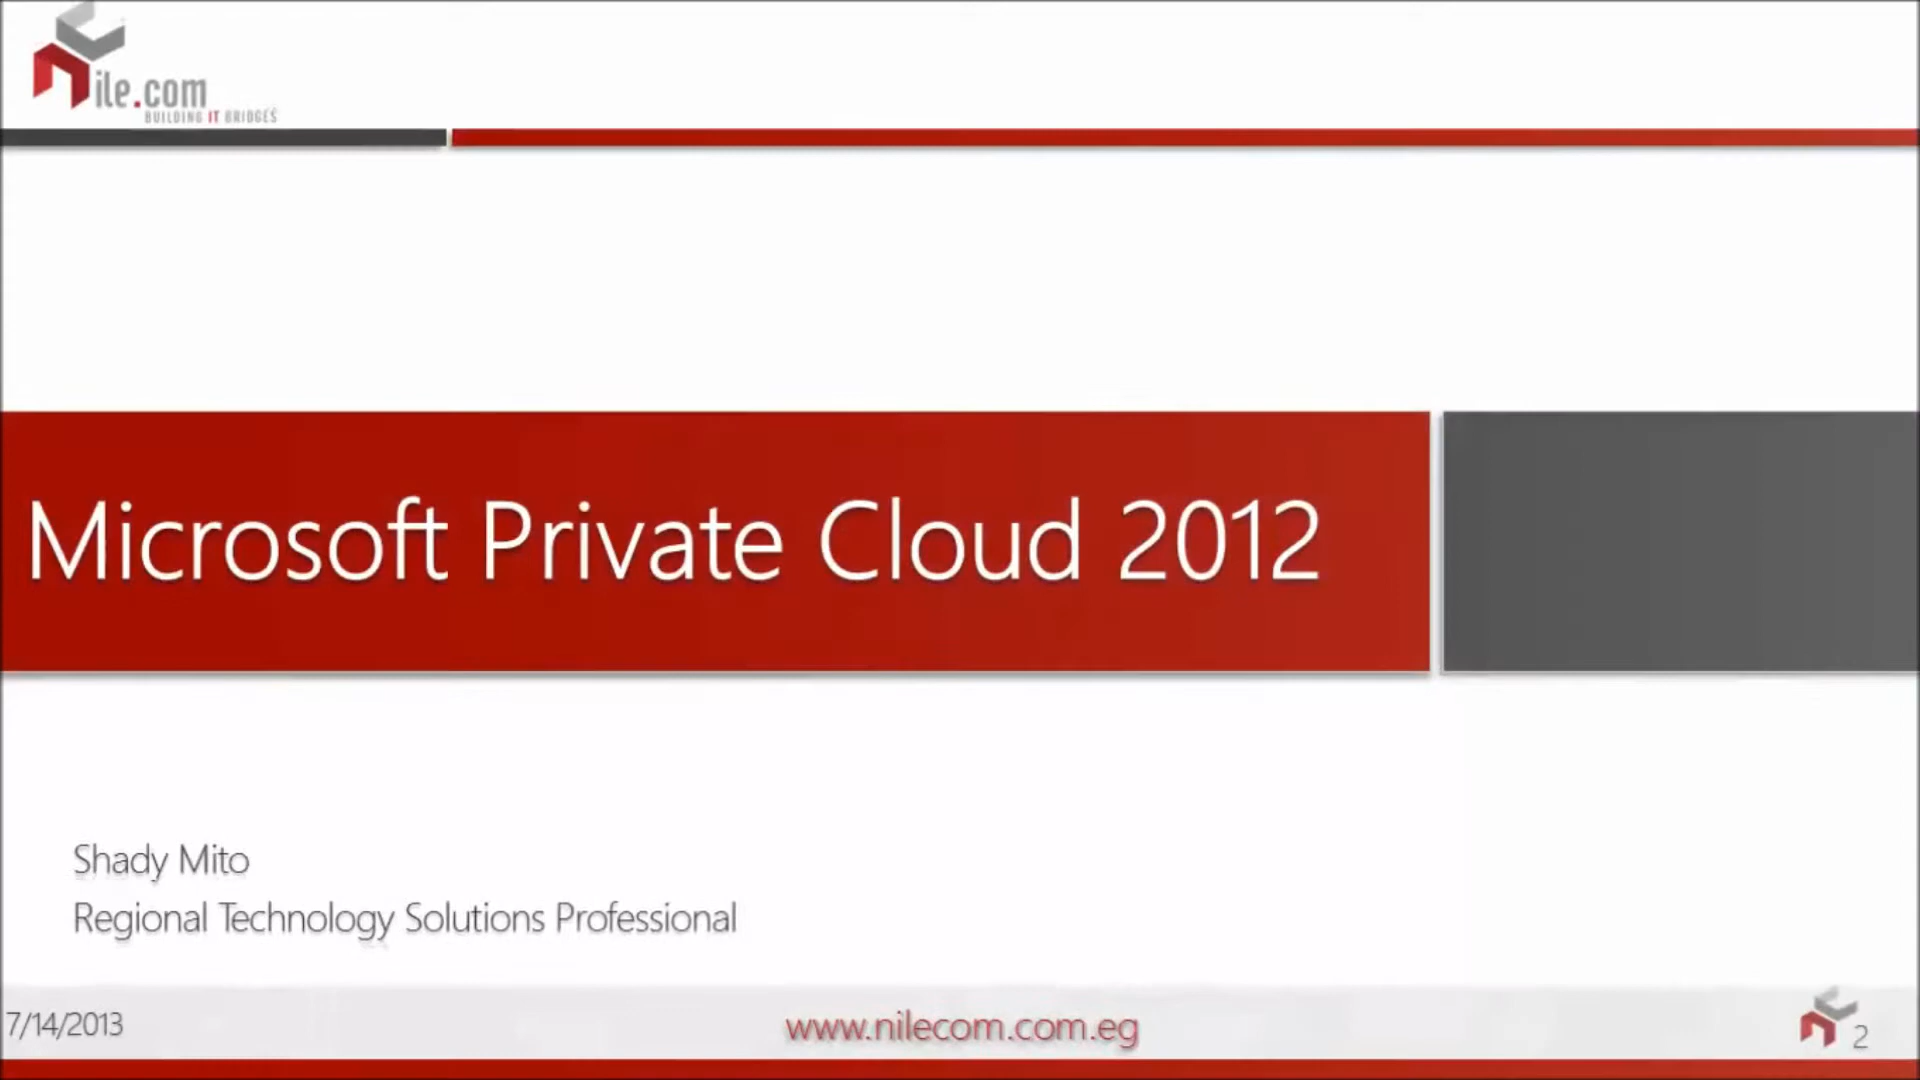 ile.com
BUILDING IT BRIDGES
Microsoft Private Cloud 2012
Shady Mito
Regional Technology Solutions Professional
7/14/2013
www.nilecom.com.eg
2